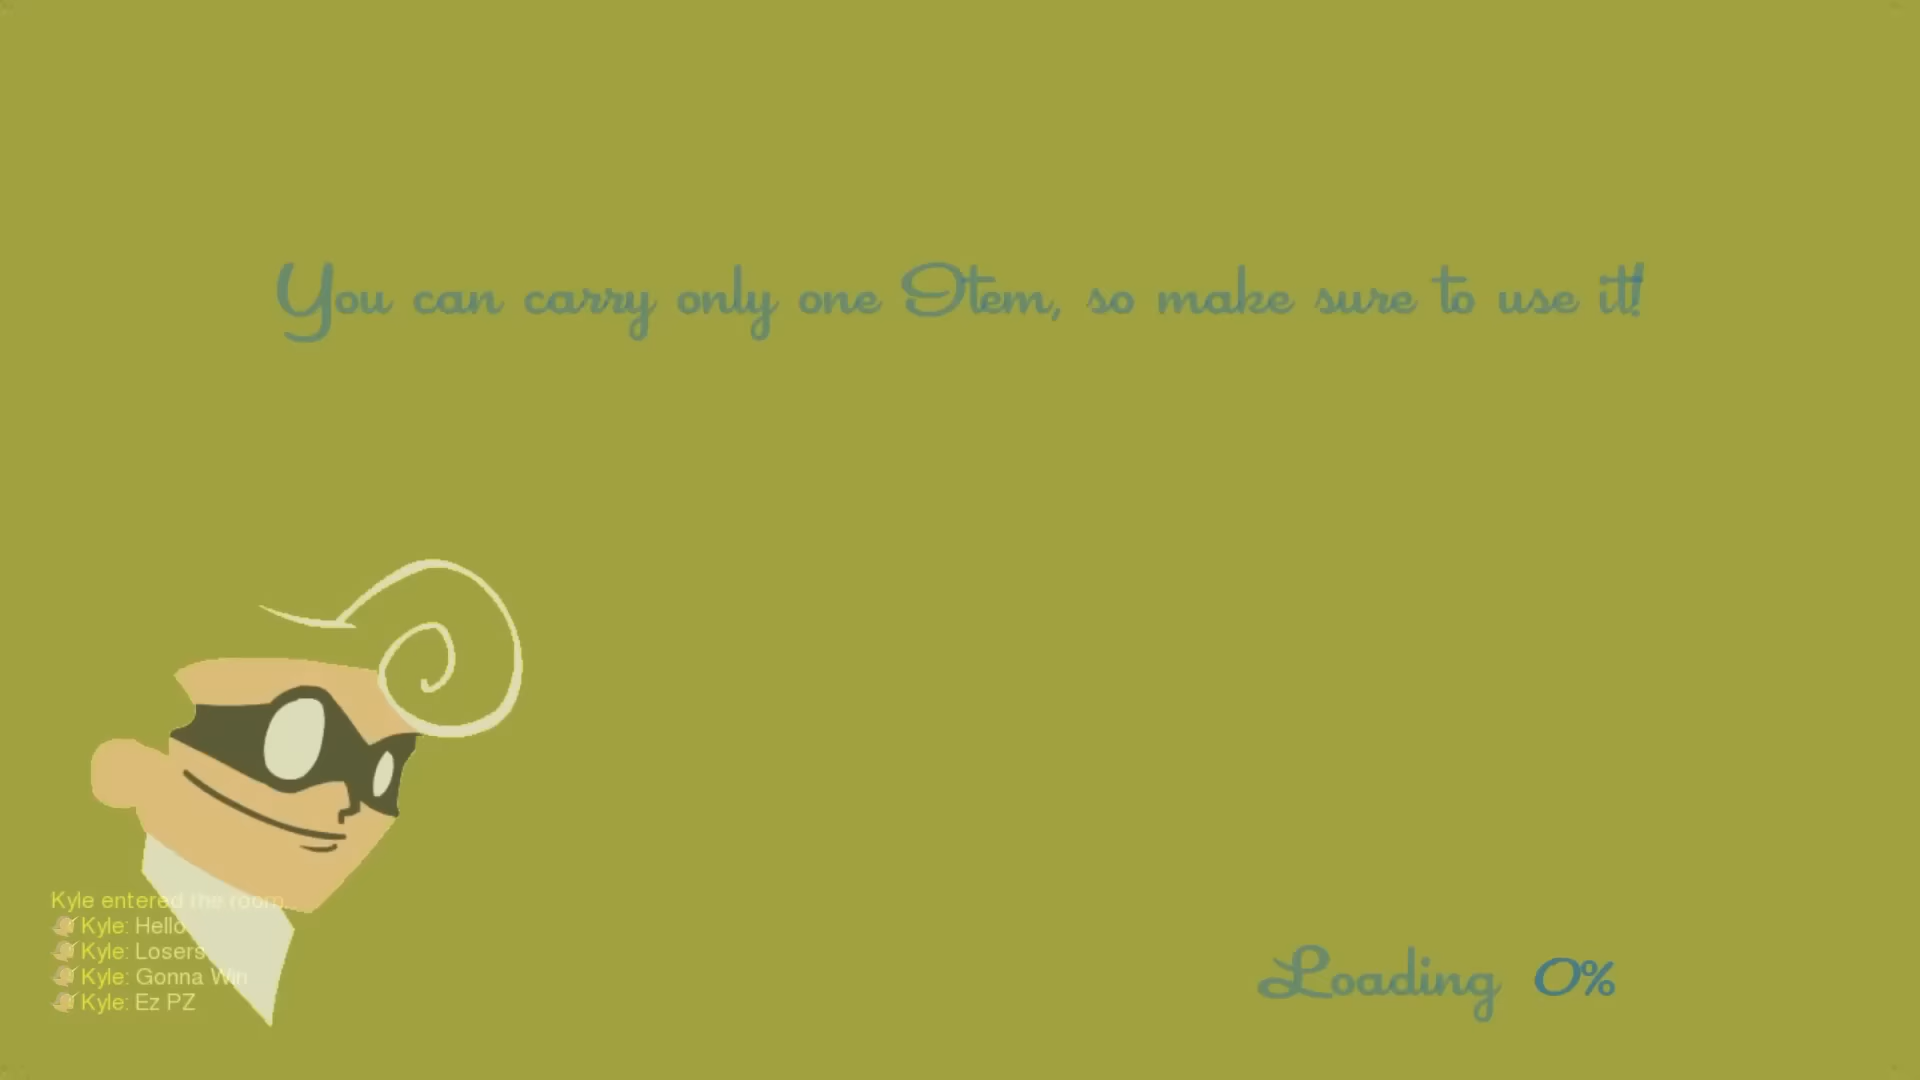 You can carry only one Item, so make sure to use it!
Kyle entered the room.
Kyle: Hello
Kyle: Losers
Kyle: Gonna Win
Kyle: Ez PZ
Loading 0%